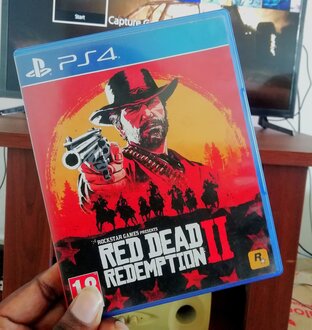 Start
Capture G
PS4
ROCKSTAR GAMES PRESENTS
RED DEAD
REDEMPTION II
R
18